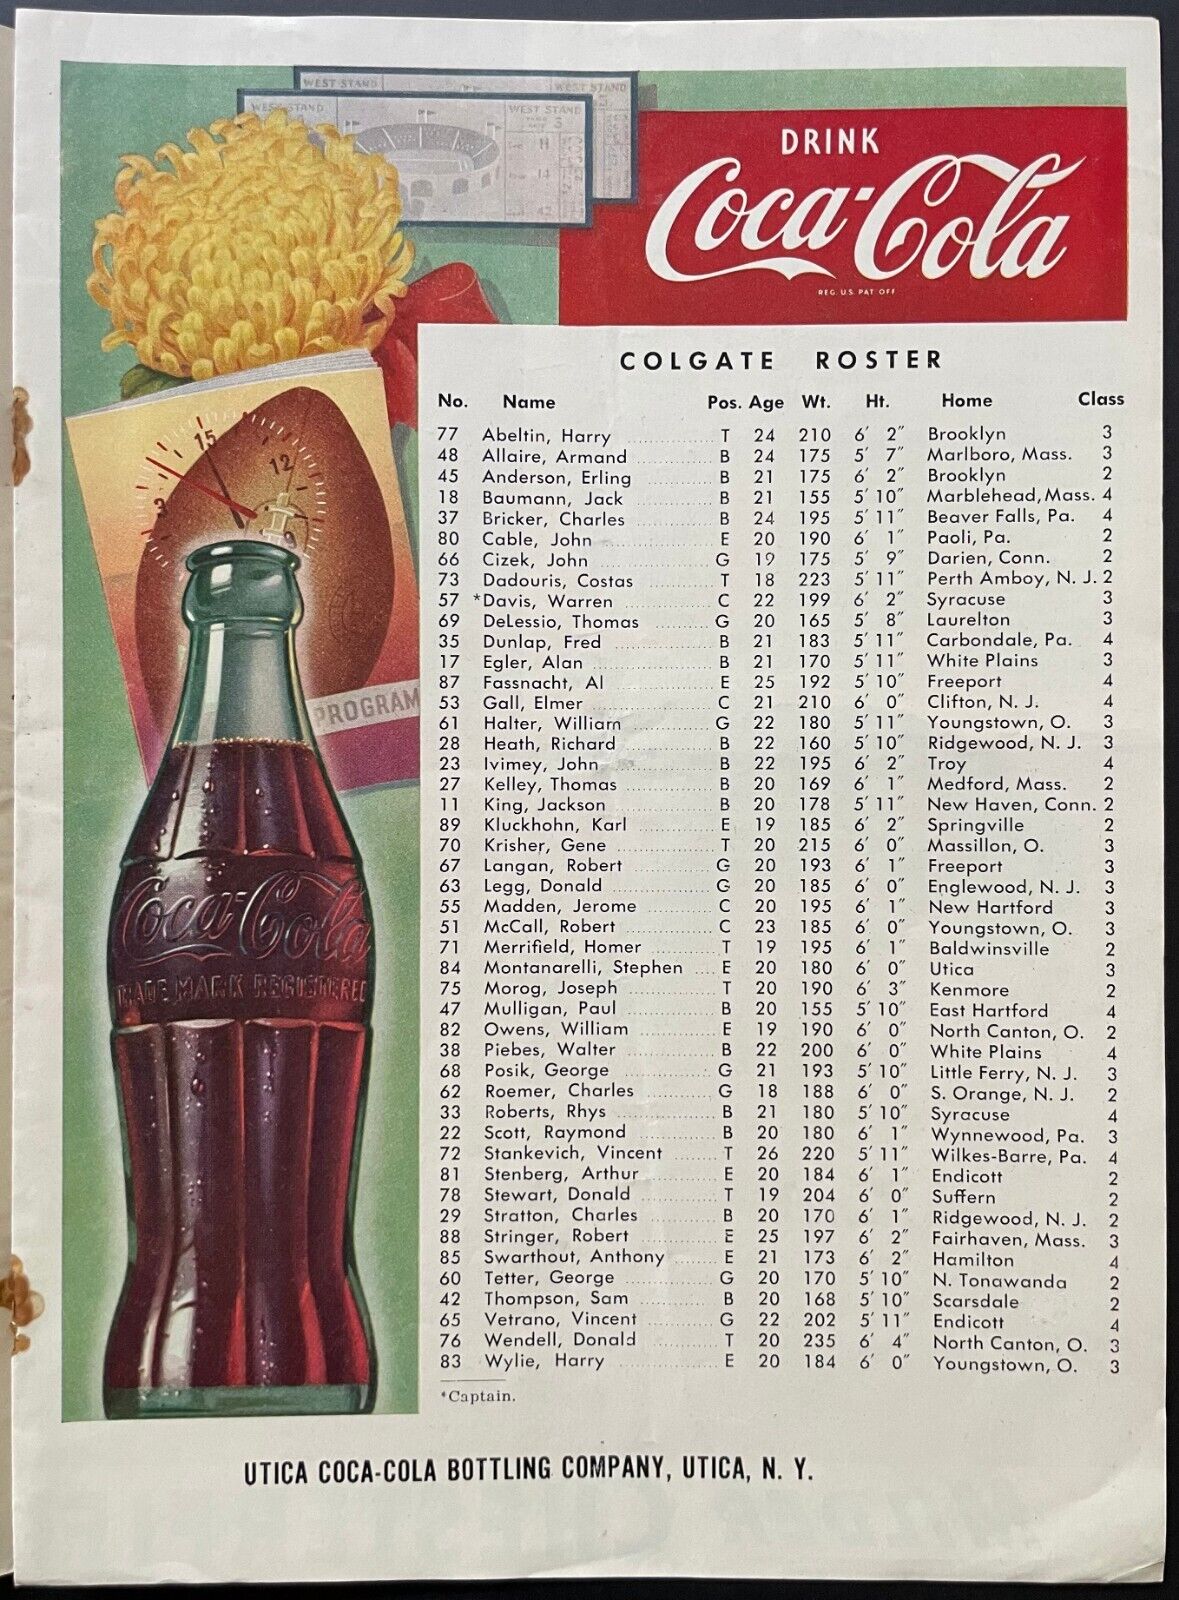 WEST STAND WEST STAND
WEST STAND WEST STAND
S
H
14
42
DRINK
Coca-Cola
REG. U.S. PAT. OFF
15
12
3
9
PROGRAM
Coca-Cola
TRADE MARK REGISTERED
COLGATE ROSTER
No. Name Pos. Age Wt. Ht. Home Class
77 Abeltin, Harry T 24 210 6' 2" Brooklyn 3
48 Allaire, Armand B 24 175 5' 7" Marlboro, Mass. 3
45 Anderson, Erling B 21 175 6' 2" Brooklyn 2
18 Baumann, Jack B 21 155 5' 10" Marblehead, Mass. 4
37 Bricker, Charles B 24 195 5' 11" Beaver Falls, Pa. 4
80 Cable, John E 20 190 6' 1" Paoli, Pa. 2
66 Cizek, John G 19 175 5' 9" Darien, Conn. 2
73 Dadouris, Costas T 18 223 5' 11" Perth Amboy, N. J. 2
57 *Davis, Warren C 22 199 6' 2" Syracuse 3
69 DeLessio, Thomas G 20 165 5' 8" Laurelton 3
35 Dunlap, Fred B 21 183 5' 11" Carbondale, Pa. 4
17 Egler, Alan B 21 170 5' 11" White Plains 3
87 Fassnacht, Al E 25 192 5' 10" Freeport 4
53 Gall, Elmer C 21 210 6' 0" Clifton, N. J. 4
61 Halter, William G 22 180 5' 11" Youngstown, O. 3
28 Heath, Richard B 22 160 5' 10" Ridgewood, N. J. 3
23 Ivimey, John B 22 195 6' 2" Troy 4
27 Kelley, Thomas B 20 169 6' 1" Medford, Mass. 2
11 King, Jackson B 20 178 5' 11" New Haven, Conn. 2
89 Kluckhohn, Karl E 19 185 6' 2" Springville 2
70 Krisher, Gene T 20 215 6' 0" Massillon, O. 3
67 Langan, Robert G 20 193 6' 1" Freeport 3
63 Legg, Donald G 20 185 6' 0" Englewood, N. J. 3
55 Madden, Jerome C 20 195 6' 1" New Hartford 3
51 McCall, Robert C 23 185 6' 0" Youngstown, O. 3
71 Merrifield, Homer T 19 195 6' 1" Baldwinsville 2
84 Montanarelli, Stephen E 20 180 6' 0" Utica 3
75 Morog, Joseph T 20 190 6' 3" Kenmore 2
47 Mulligan, Paul B 20 155 5' 10" East Hartford 4
82 Owens, William E 19 190 6' 0" North Canton, O. 2
38 Piebes, Walter B 22 200 6' 0" White Plains 4
68 Posik, George G 21 193 5' 10" Little Ferry, N. J. 3
62 Roemer, Charles G 18 188 6' 0" S. Orange, N. J. 2
33 Roberts, Rhys B 21 180 5' 10" Syracuse 4
22 Scott, Raymond B 20 180 6' 1" Wynnewood, Pa. 3
72 Stankevich, Vincent T 26 220 5' 11" Wilkes-Barre, Pa. 4
81 Stenberg, Arthur E 20 184 6' 1" Endicott 2
78 Stewart, Donald T 19 204 6' 0" Suffern 2
29 Stratton, Charles B 20 170 6' 1" Ridgewood, N. J. 2
88 Stringer, Robert E 25 197 6' 2" Fairhaven, Mass. 3
85 Swarthout, Anthony E 21 173 6' 2" Hamilton 4
60 Tetter, George G 20 170 5' 10" N. Tonawanda 2
42 Thompson, Sam B 20 168 5' 10" Scarsdale 2
65 Vetrano, Vincent G 22 202 5' 11" Endicott 4
76 Wendell, Donald T 20 235 6' 4" North Canton, O. 3
83 Wylie, Harry E 20 184 6' 0" Youngstown, O. 3
*Captain.
UTICA COCA-COLA BOTTLING COMPANY, UTICA, N. Y.